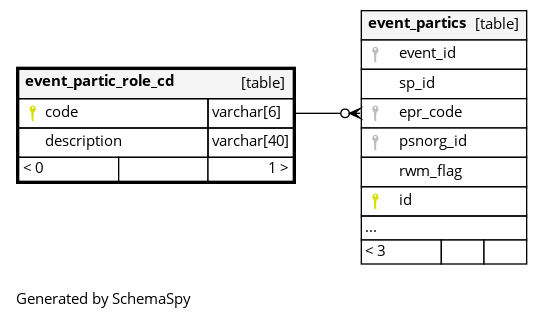 event_partic_role_cd [table]
code varchar[6]
description varchar[40]
< 0 1 >
event_partics [table]
event_id
sp_id
epr_code
psnorg_id
rwm_flag
id
...
< 3
Generated by SchemaSpy